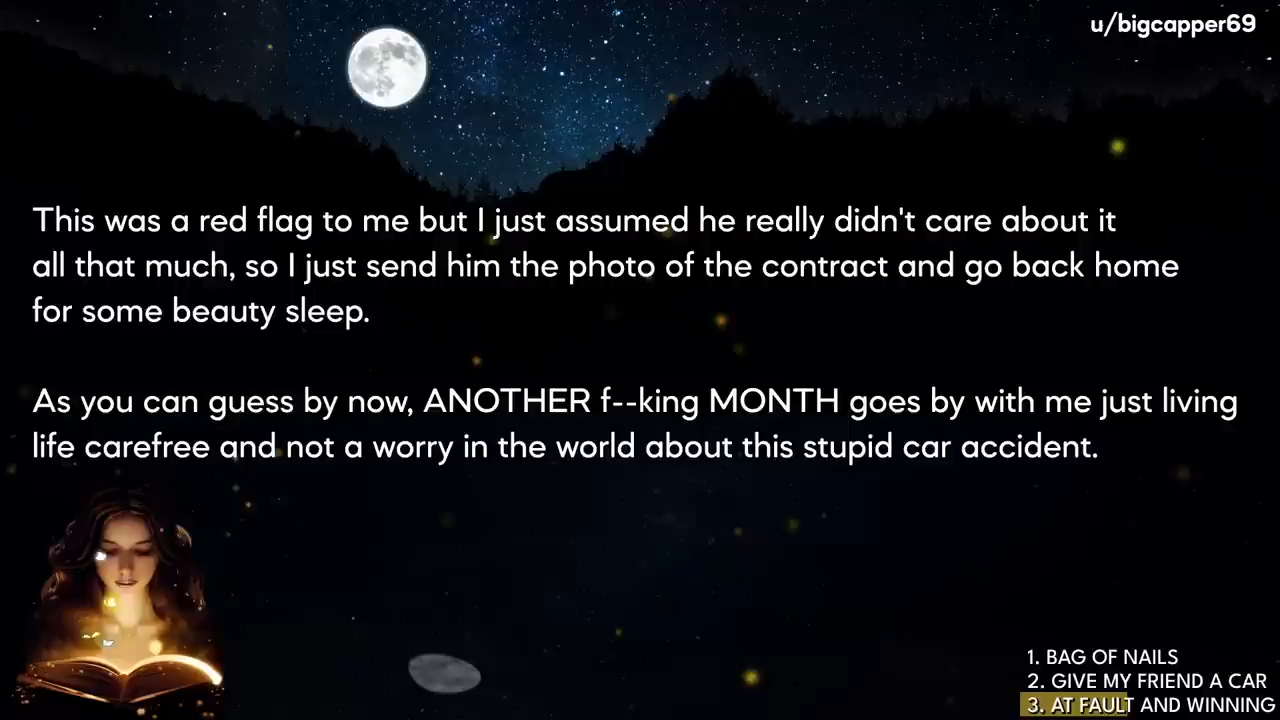 u/bigcapper69
This was a red flag to me but I just assumed he really didn't care about it
all that much, so I just send him the photo of the contract and go back home
for some beauty sleep.
As you can guess by now, ANOTHER f--king MONTH goes by with me just living
life carefree and not a worry in the world about this stupid car accident.
1. BAG OF NAILS
2. GIVE MY FRIEND A CAR
3. AT FAULT AND WINNING